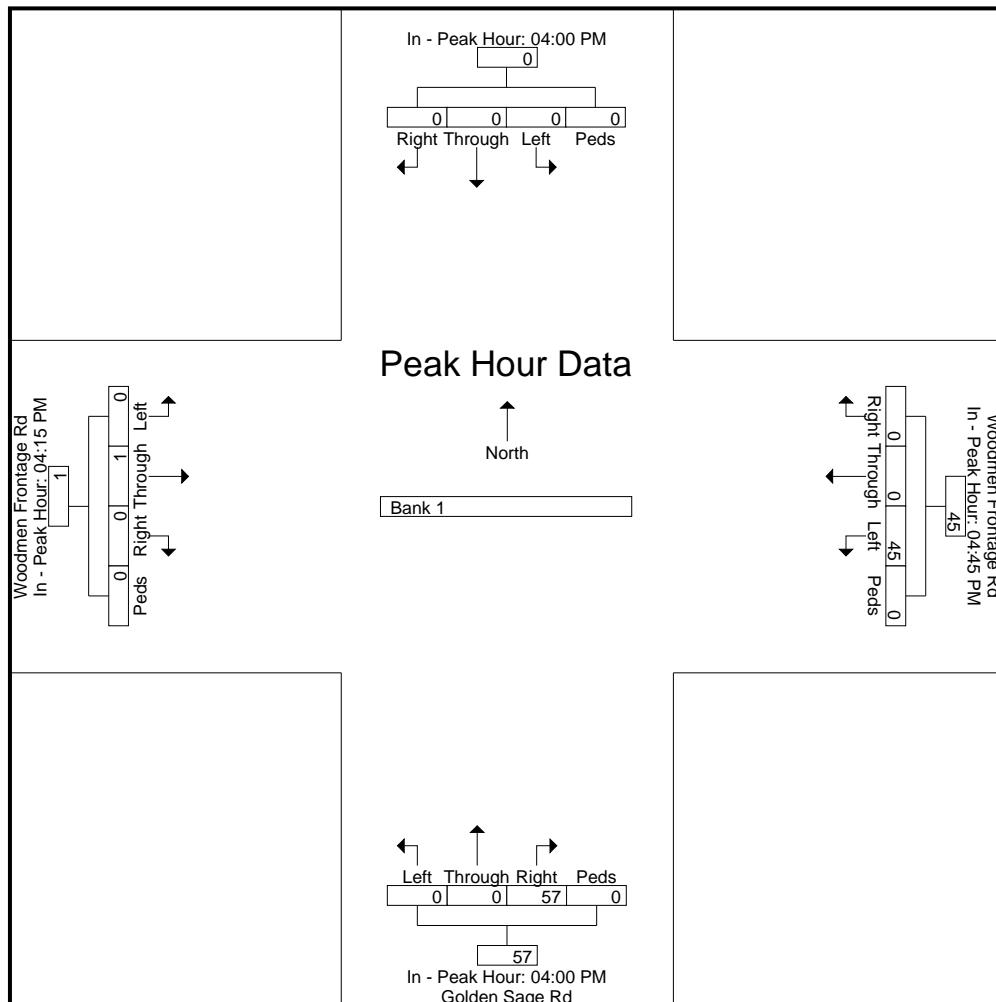 In - Peak Hour: 04:00 PM
0
0 0 0 0
Right Through Left Peds
Peak Hour Data
North
Bank 1
Woodmen Frontage Rd
In - Peak Hour: 04:15 PM
1
0 1 0 0
Left Through Right Peds
Woodmen Frontage Rd
In - Peak Hour: 04:45 PM
45
0 0 45 0
Right Through Left Peds
Left Through Right Peds
0 0 57 0
57
In - Peak Hour: 04:00 PM
Golden Sage Rd